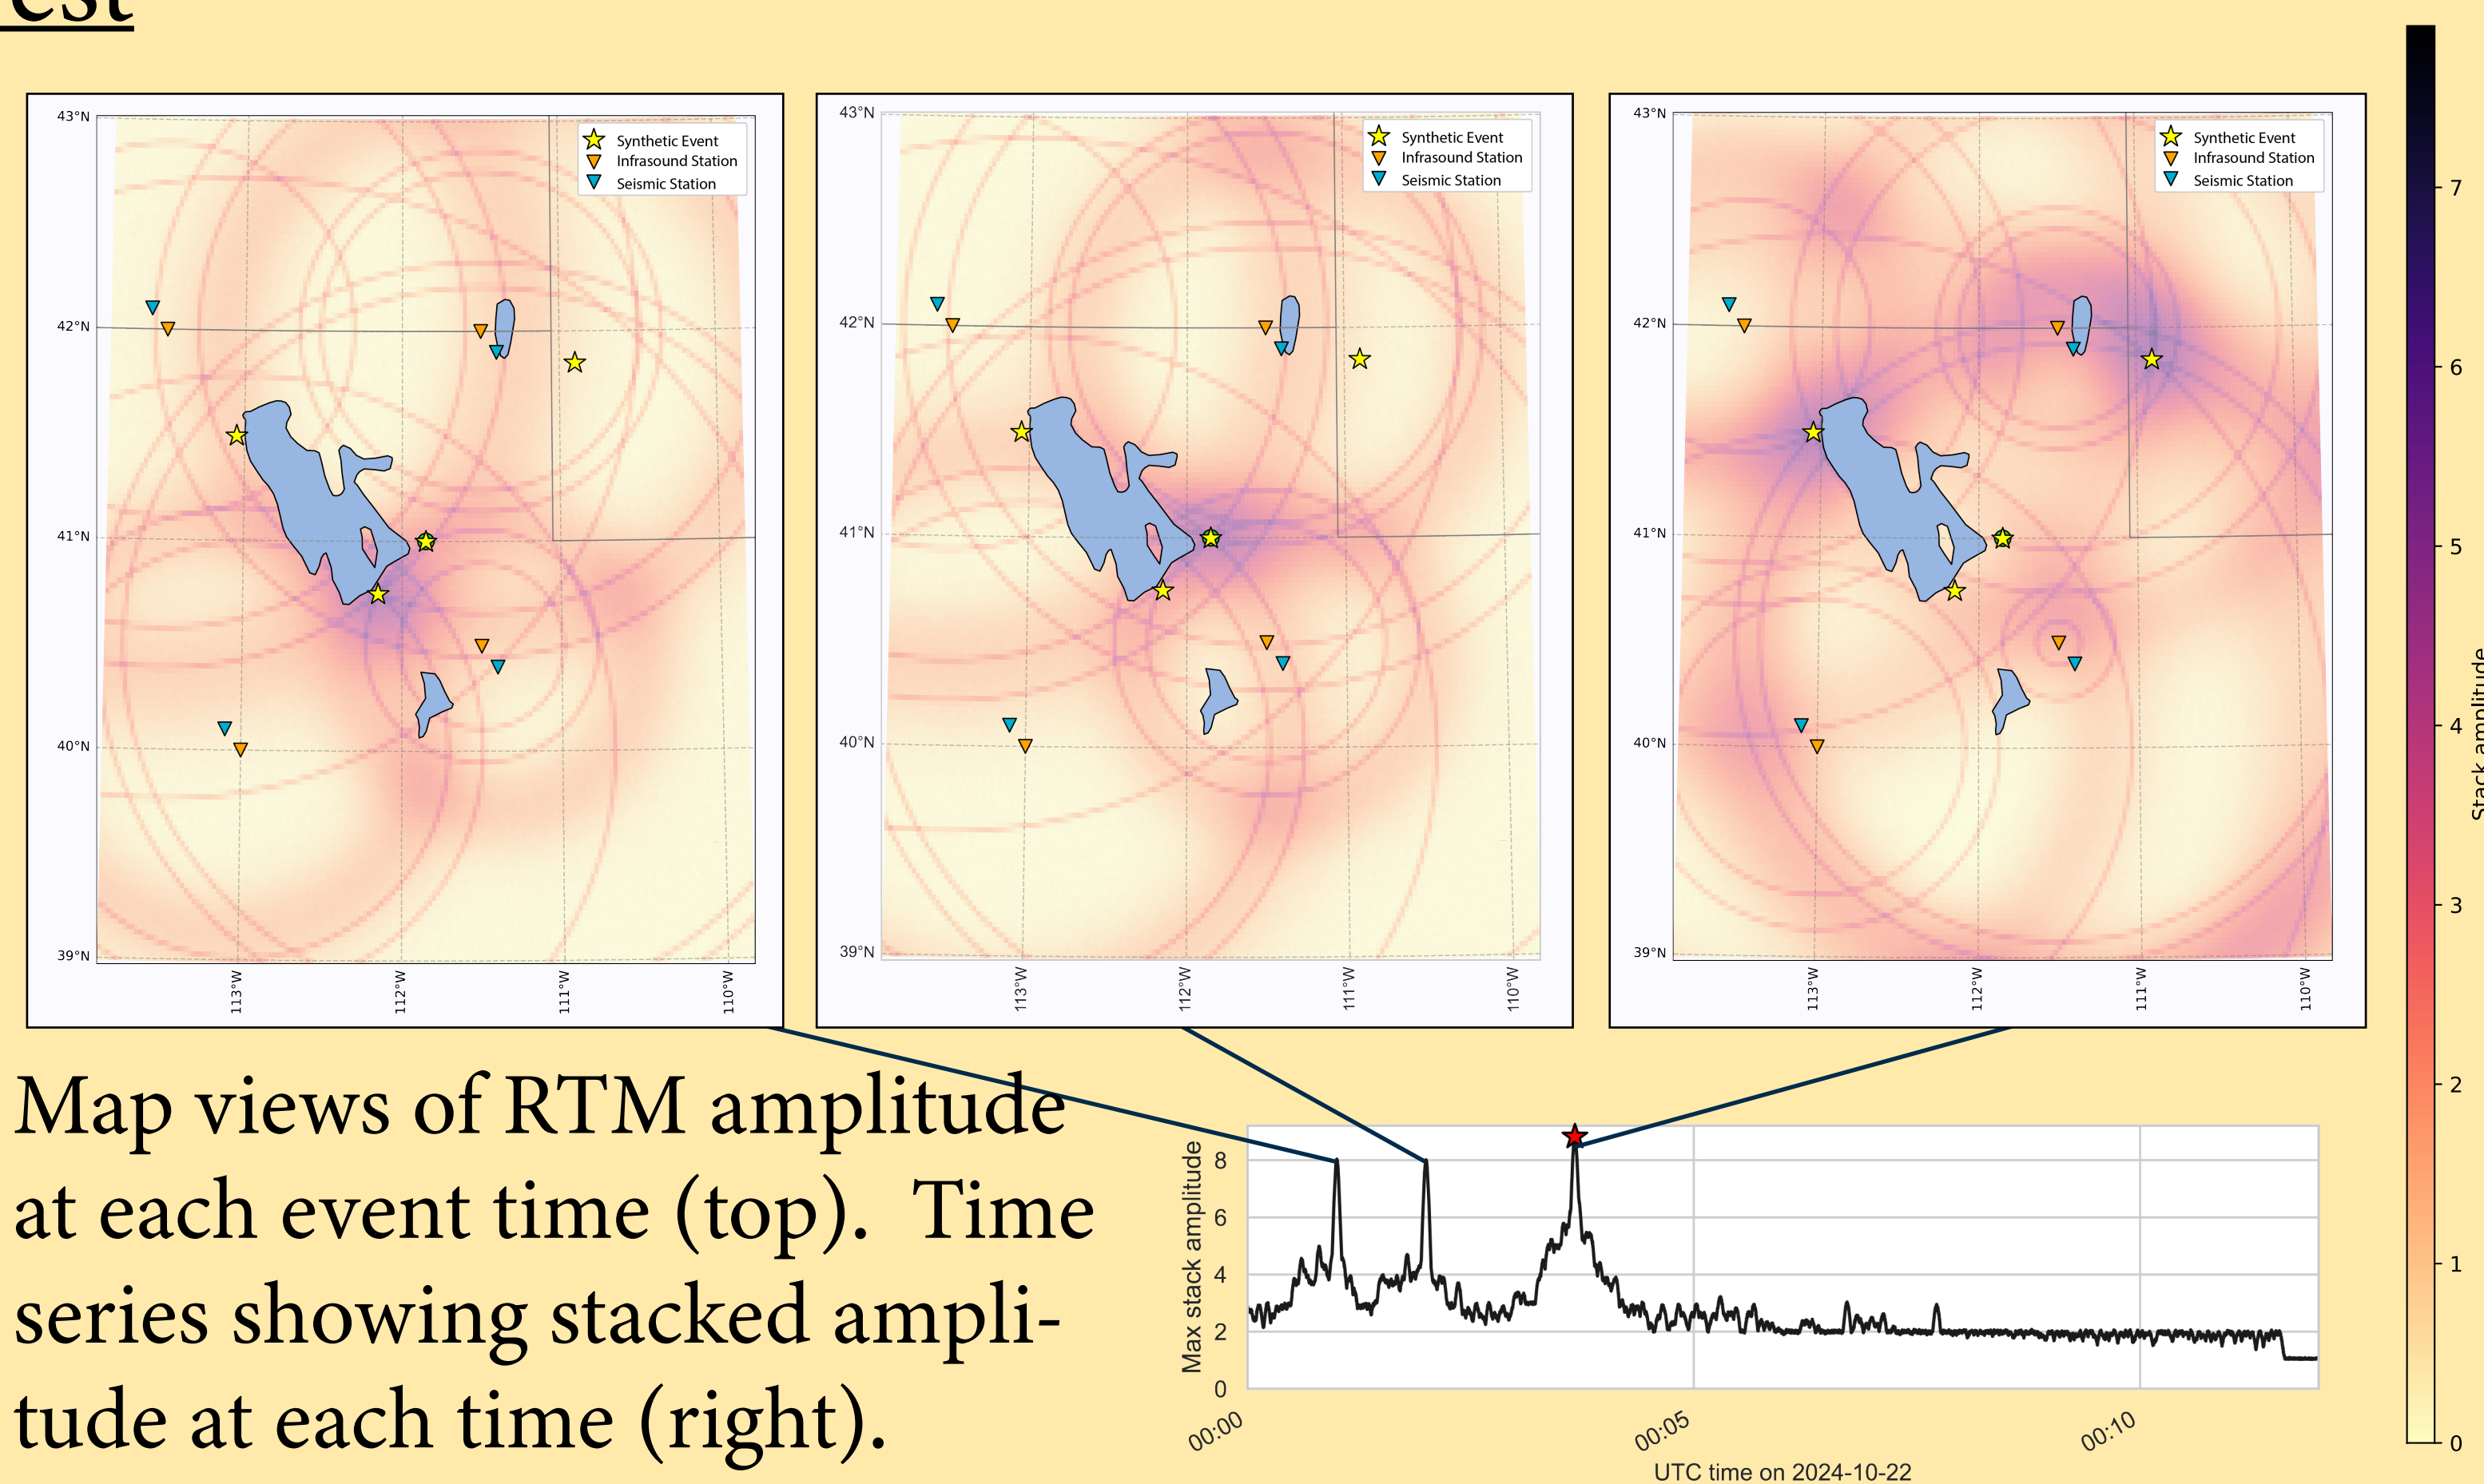 est
43°N
42°N
41°N
40°N
39°N
113°W
112°W
111°W
110°W
Synthetic Event
Infrasound Station
Seismic Station
43°N
42°N
41°N
40°N
39°N
113°W
112°W
111°W
110°W
Synthetic Event
Infrasound Station
Seismic Station
43°N
42°N
41°N
40°N
39°N
113°W
112°W
111°W
110°W
Synthetic Event
Infrasound Station
Seismic Station
7
6
5
4
3
2
1
0
Stack amplitude
Map views of RTM amplitude
at each event time (top). Time
series showing stacked ampli-
tude at each time (right).
Max stack amplitude
8
6
4
2
0
00:00
00:05
00:10
UTC time on 2024-10-22